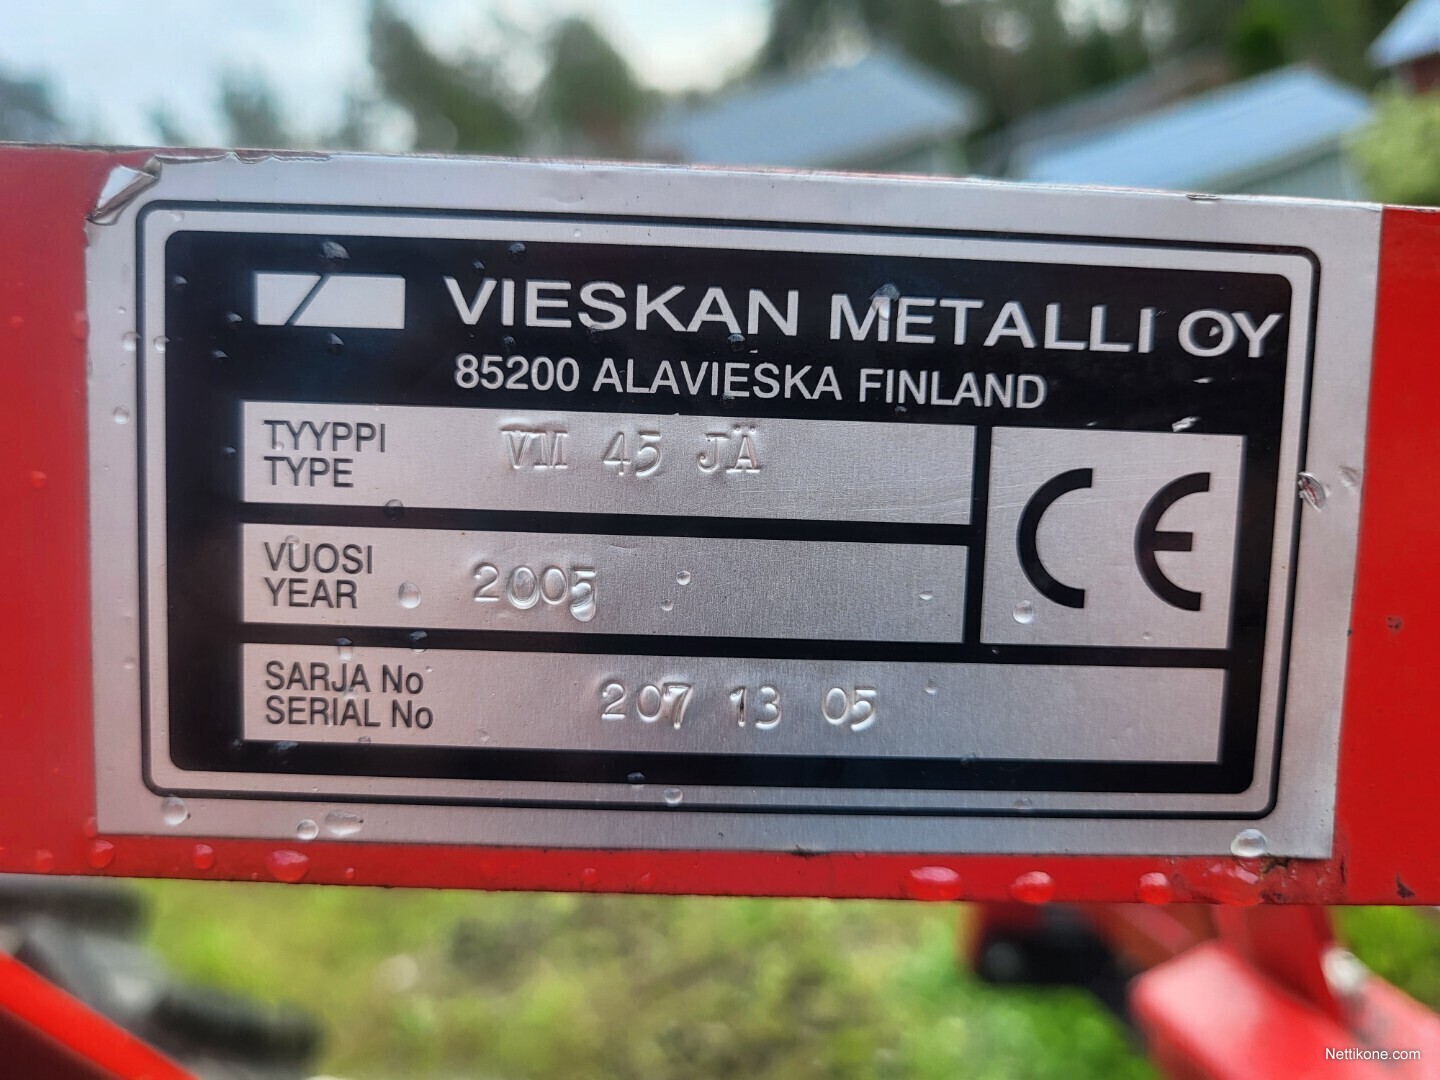 VIESKAN METALLI OY
85200 ALAVIESKA FINLAND
TYYPPI
TYPE
VM 45 JÄ
VUOSI
YEAR
2005
CE
SARJA No
SERIAL No
207 13 05
Nettikone.com